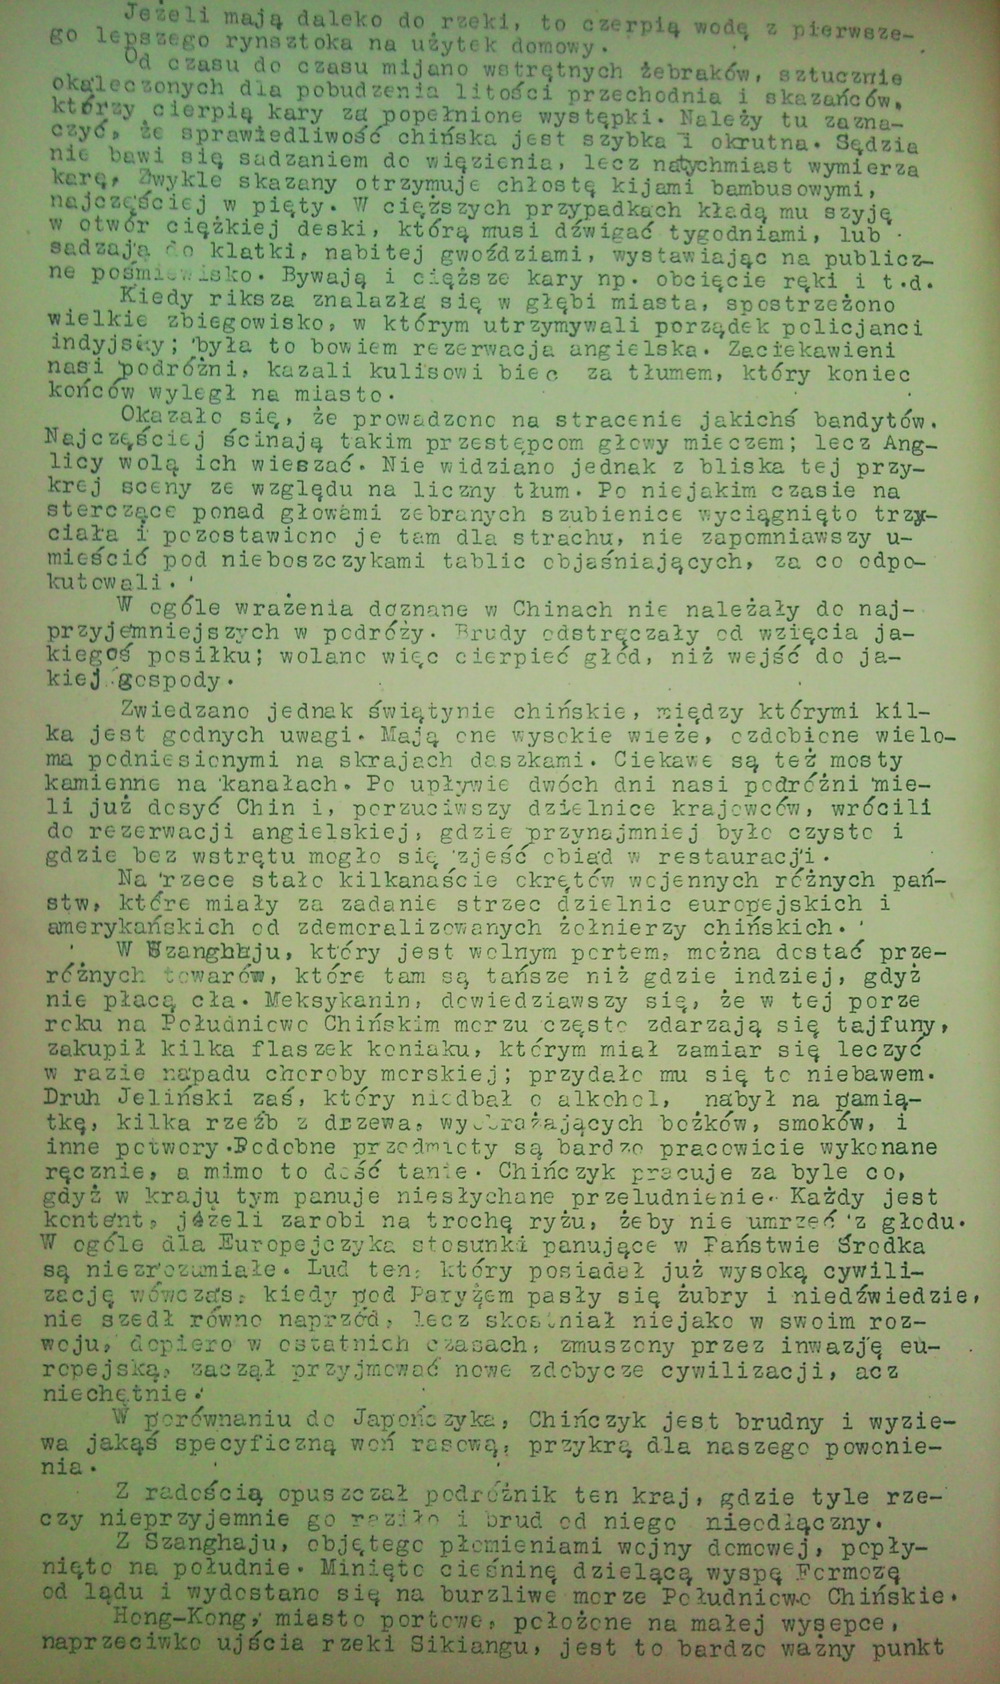 Jeżeli mają daleko do rzeki, to czerpią wodę z pierwsze-
go lepszego rynsztoka na użytek domowy.
Od czasu do czasu mijano wstrętnych żebraków, sztucznie
okaleczonych dla pobudzenia litości przechodnia i skazańców,
którzy cierpią kary za popełnione występki. Należy tu zazna-
czyć, że sprawiedliwość chińska jest szybka i okrutna. Sędzia
nie bawi się sadzaniem do więzienia, lecz natychmiast wymierza
karę, Zwykle skazany otrzymuje chłostę kijami bambusowymi,
najczęściej w pięty. W cięższych przypadkach kładą mu szyję
w otwór ciężkiej deski, którą musi dźwigać tygodniami, lub
sadzają do klatki, nabitej gwoździami, wystawiając na publicz-
ne pośmiewisko. Bywają i cięższe kary np. obcięcie ręki i t.d.
Kiedy riksza znalazła się w głębi miasta, spostrzeżono
wielkie zbiegowisko, w którym utrzymywali porządek policjanci
indyjscy; była to bowiem rezerwacja angielska. Zaciekawieni
nasi podróżni, kazali kulisowi biec za tłumem, który koniec
końców wyległ na miasto.
Okazało się, że prowadzono na stracenie jakichś bandytów.
Najczęściej ścinają takim przestępcom głowy mieczem; lecz Ang-
licy wolą ich wieszać. Nie widziano jednak z bliska tej przy-
krej sceny ze względu na liczny tłum. Po niejakim czasie na
sterczące ponad głowami zebranych szubienice wyciągnięto trzy-
ciała i pozostawiono je tam dla strachu, nie zapomniawszy u-
mieścić pod nieboszczykami tablic objaśniających, za co odpo-
kutowali.
W ogóle wrażenia doznane w Chinach nie należały do naj-
przyjemniejszych w podróży. Brudy odstręczały od wzięcia ja-
kiegoś posiłku; wolano więc cierpieć głód, niż wejść do ja-
kiej gospody.
Zwiedzano jednak świątynie chińskie, między którymi kil-
ka jest godnych uwagi. Mają one wysokie wieże, ozdobione wielo-
ma podniesionymi na skrajach daszkami. Ciekawe są też mosty
kamienne na kanałach. Po upływie dwóch dni nasi podróżni mie-
li już dosyć Chin i, porzuciwszy dzielnice krajowców, wrócili
do rezerwacji angielskiej, gdzie przynajmniej było czysto i
gdzie bez wstrętu mogło się zjeść obiad w restauracji.
Na rzece stało kilkanaście okrętów wojennych różnych pań-
stw, które miały za zadanie strzec dzielnic europejskich i
amerykańskich od zdemoralizowanych żołnierzy chińskich.
W Szanghaju, który jest wolnym portem, można dostać prze-
różnych towarów, które tam są tańsze niż gdzie indziej, gdyż
nie płacą cła. Meksykanin, dowiedziawszy się, że w tej porze
roku na Południowo Chińskim morzu często zdarzają się tajfuny,
zakupił kilka flaszek koniaku, którym miał zamiar się leczyć
w razie napadu choroby morskiej; przydało mu się to niebawem.
Druh Jeliński zaś, który niedbał o alkohol, nabył na pamią-
tkę, kilka rzeźb z drzewa, wyobrażających bożków, smoków, i
inne potwory.Podobne przedmioty są bardzo pracowicie wykonane
ręcznie, a mimo to dość tanie. Chińczyk pracuje za byle co,
gdyż w kraju tym panuje niesłychane przeludnienie. Każdy jest
kontent, jeżeli zarobi na trochę ryżu, żeby nie umrzeć z głodu.
W ogóle dla Europejczyka stosunki panujące w Państwie Środka
są niezrozumiałe. Lud ten, który posiadał już wysoką cywili-
zację wówczas, kiedy pod Paryżem pasły się żubry i niedźwiedzie,
nie szedł równo naprzód, lecz skostniał niejako w swoim roz-
woju, dopiero w ostatnich czasach, zmuszony przez inwazję eu-
ropejską, zaczął przyjmować nowe zdobycze cywilizacji, acz
niechętnie.
W porównaniu do Japończyka, Chińczyk jest brudny i wyzie-
wa jakąś specyficzną woń rasową, przykrą dla naszego powonie-
nia.
Z radością opuszczał podróżnik ten kraj, gdzie tyle rze-
czy nieprzyjemnie go raziło i brud od niego nieodłączny.
Z Szanghaju, objętego płomieniami wojny domowej, popły-
nięto na południe. Minięto cieśninę dzielącą wyspę Formozę
od lądu i wydostano się na burzliwe morze Południowo Chińskie.
Hong-Kong, miasto portowe, położone na małej wysepce,
naprzeciwko ujścia rzeki Sikiangu, jest to bardzo ważny punkt